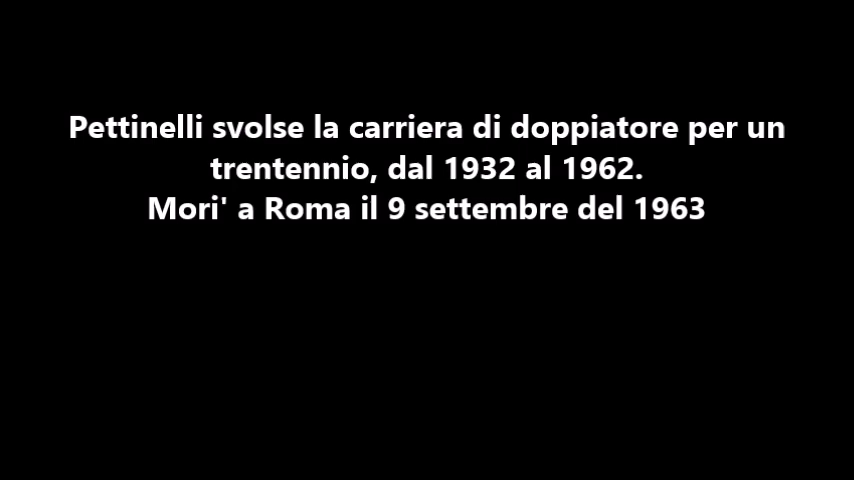 Pettinelli svolse la carriera di doppiatore per un
trentennio, dal 1932 al 1962.
Mori' a Roma il 9 settembre del 1963